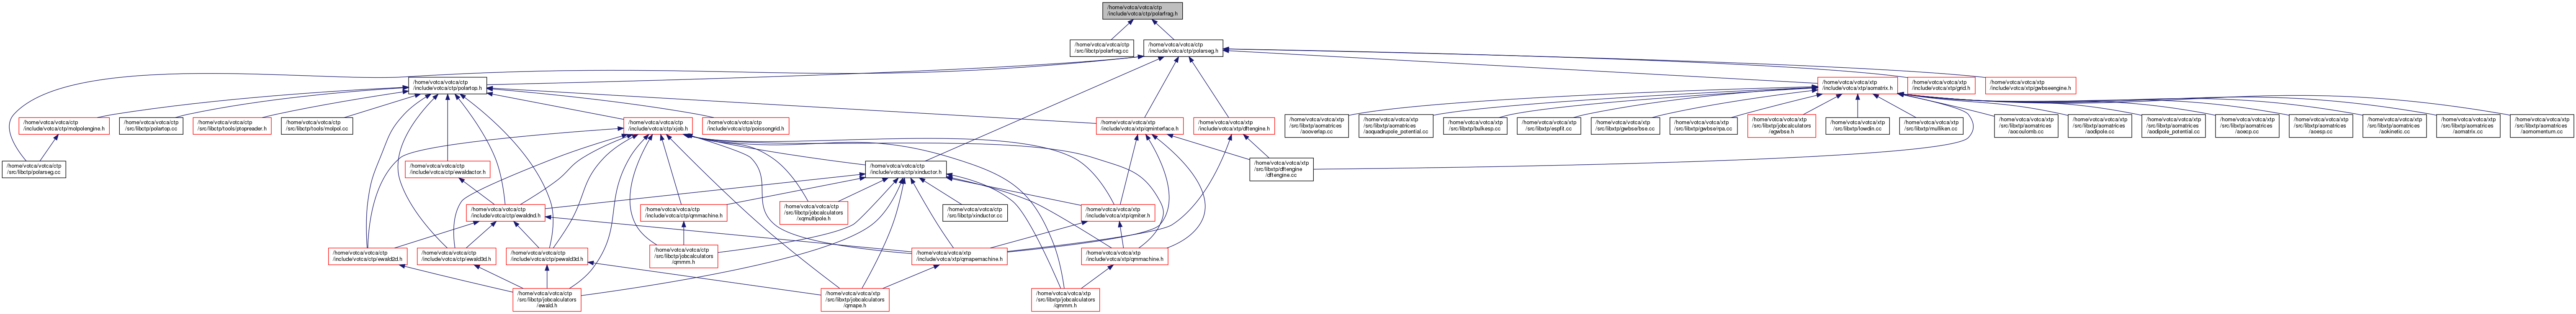 /home/votca/votca/ctp
/include/votca/ctp/polarfrag.h
/home/votca/votca/ctp
/src/libctp/polarfrag.cc
/home/votca/votca/ctp
/include/votca/ctp/polarseg.h
/home/votca/votca/ctp
/include/votca/ctp/polartop.h
/home/votca/votca/xtp
/include/votca/xtp/aomatrix.h
/home/votca/votca/xtp
/include/votca/xtp/grid.h
/home/votca/votca/xtp
/include/votca/xtp/gwbseengine.h
/home/votca/votca/ctp
/include/votca/ctp/molpolengine.h
/home/votca/votca/ctp
/src/libctp/polartop.cc
/home/votca/votca/ctp
/src/libctp/tools/ptopreader.h
/home/votca/votca/ctp
/src/libctp/tools/molpol.cc
/home/votca/votca/ctp
/include/votca/ctp/xjob.h
/home/votca/votca/ctp
/include/votca/ctp/poissongrid.h
/home/votca/votca/xtp
/include/votca/xtp/qminterface.h
/home/votca/votca/xtp
/include/votca/xtp/dftengine.h
/home/votca/votca/xtp
/src/libxtp/aomatrices
/aooverlap.cc
/home/votca/votca/xtp
/src/libxtp/aomatrices
/aoquadrupole_potential.cc
/home/votca/votca/xtp
/src/libxtp/bulkesp.cc
/home/votca/votca/xtp
/src/libxtp/espfit.cc
/home/votca/votca/xtp
/src/libxtp/gwbse/bse.cc
/home/votca/votca/xtp
/src/libxtp/gwbse/rpa.cc
/home/votca/votca/xtp
/src/libxtp/jobcalculators
/egwbse.h
/home/votca/votca/xtp
/src/libxtp/lowdin.cc
/home/votca/votca/xtp
/src/libxtp/mulliken.cc
/home/votca/votca/xtp
/src/libxtp/aomatrices
/aocoulomb.cc
/home/votca/votca/xtp
/src/libxtp/aomatrices
/aodipole.cc
/home/votca/votca/xtp
/src/libxtp/aomatrices
/aodipole_potential.cc
/home/votca/votca/xtp
/src/libxtp/aomatrices
/aoecp.cc
/home/votca/votca/xtp
/src/libxtp/aomatrices
/aoesp.cc
/home/votca/votca/xtp
/src/libxtp/aomatrices
/aokinetic.cc
/home/votca/votca/xtp
/src/libxtp/aomatrices
/aomatrix.cc
/home/votca/votca/xtp
/src/libxtp/aomatrices
/aomomentum.cc
/home/votca/votca/ctp
/src/libctp/polarseg.cc
/home/votca/votca/ctp
/include/votca/ctp/ewaldactor.h
/home/votca/votca/ctp
/include/votca/ctp/xinductor.h
/home/votca/votca/xtp
/src/libxtp/dftengine
/dftengine.cc
/home/votca/votca/ctp
/include/votca/ctp/ewaldnd.h
/home/votca/votca/ctp
/include/votca/ctp/qmmachine.h
/home/votca/votca/ctp
/src/libctp/jobcalculators
/xqmultipole.h
/home/votca/votca/ctp
/src/libctp/xinductor.cc
/home/votca/votca/xtp
/include/votca/xtp/qmiter.h
/home/votca/votca/ctp
/include/votca/ctp/ewald2d.h
/home/votca/votca/ctp
/include/votca/ctp/ewald3d.h
/home/votca/votca/ctp
/include/votca/ctp/pewald3d.h
/home/votca/votca/ctp
/src/libctp/jobcalculators
/qmmm.h
/home/votca/votca/xtp
/include/votca/xtp/qmapemachine.h
/home/votca/votca/xtp
/include/votca/xtp/qmmachine.h
/home/votca/votca/ctp
/src/libctp/jobcalculators
/ewald.h
/home/votca/votca/xtp
/src/libxtp/jobcalculators
/qmape.h
/home/votca/votca/xtp
/src/libxtp/jobcalculators
/qmmm.h